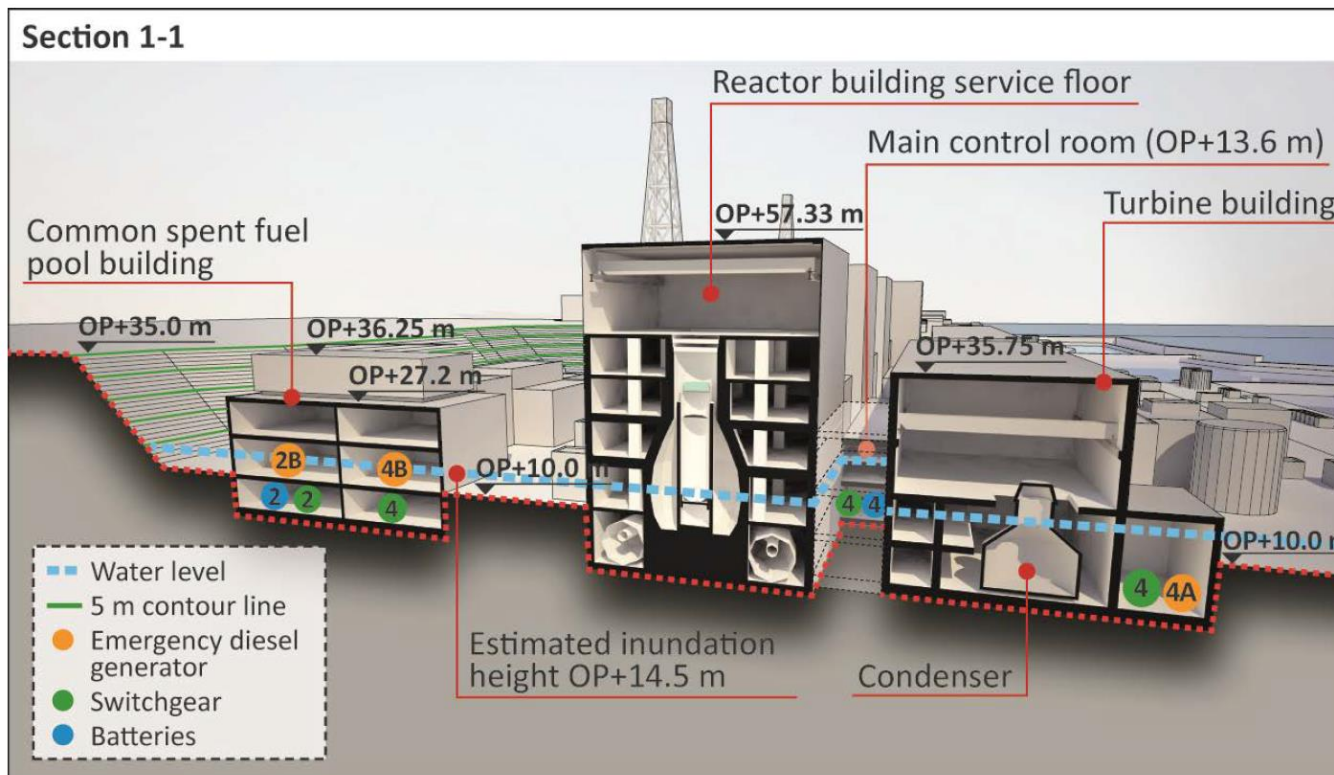 Section 1-1
Reactor building service floor
Main control room (OP+13.6 m)
OP+57.33 m
Turbine building
Common spent fuel
pool building
OP+35.0 m
OP+36.25 m
OP+35.75 m
OP+27.2 m
2B
4B
OP+10.0 m
2
2
4
4
4
OP+10.0 m
4
4A
Water level
5 m contour line
Emergency diesel
generator
Switchgear
Batteries
Estimated inundation
height OP+14.5 m
Condenser